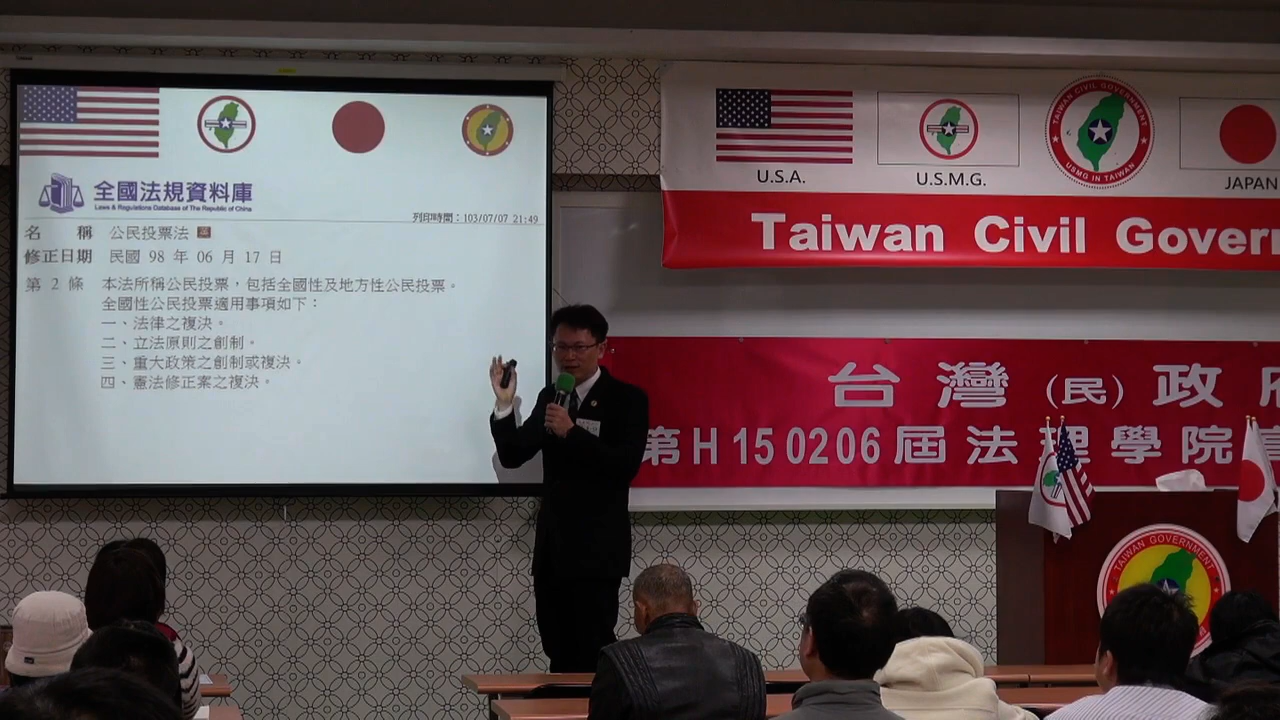 全國法規資料庫
Laws & Regulations Database of The Republic of China
列印時間：103/07/07 21:49
名 稱 公民投票法
修正日期 民國 98 年 06 月 17 日
第 2 條 本法所稱公民投票，包括全國性及地方性公民投票。
全國性公民投票適用事項如下：
一、法律之複決。
二、立法原則之創制。
三、重大政策之創制或複決。
四、憲法修正案之複決。
U.S.A.
U.S.M.G.
TAIWAN CIVIL GOVERNMENT
USMG IN TAIWAN
JAPAN
Taiwan Civil Govern
台灣(民)政府
第H150206屆法理學院
TAIWAN GOVERNMENT